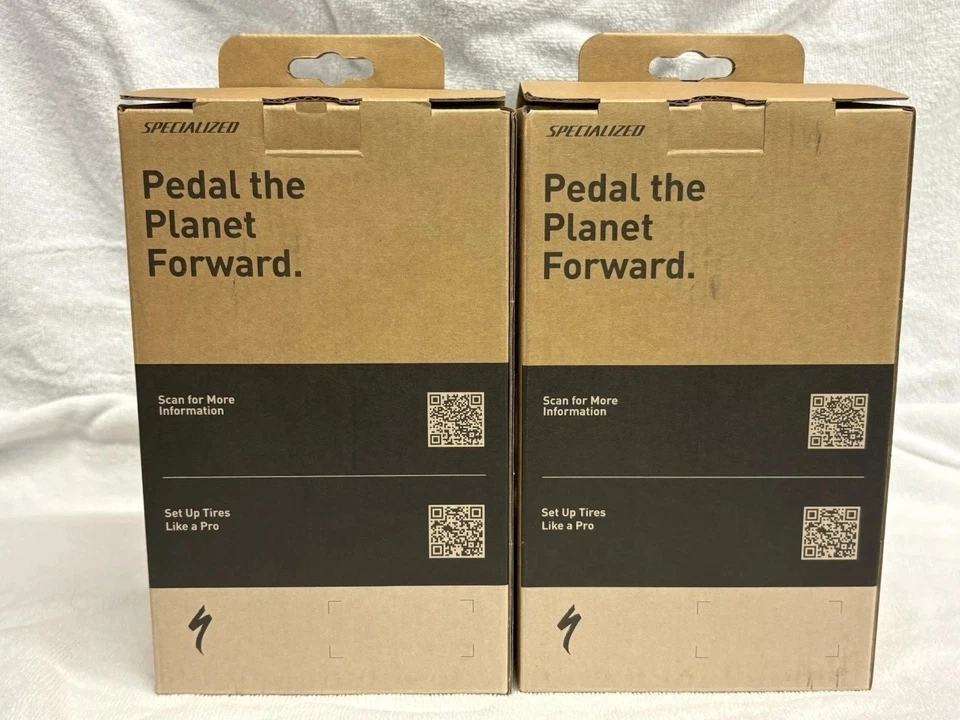 SPECIALIZED
Pedal the
Planet
Forward.
Scan for More
Information
Set Up Tires
Like a Pro
SPECIALIZED
Pedal the
Planet
Forward.
Scan for More
Information
Set Up Tires
Like a Pro